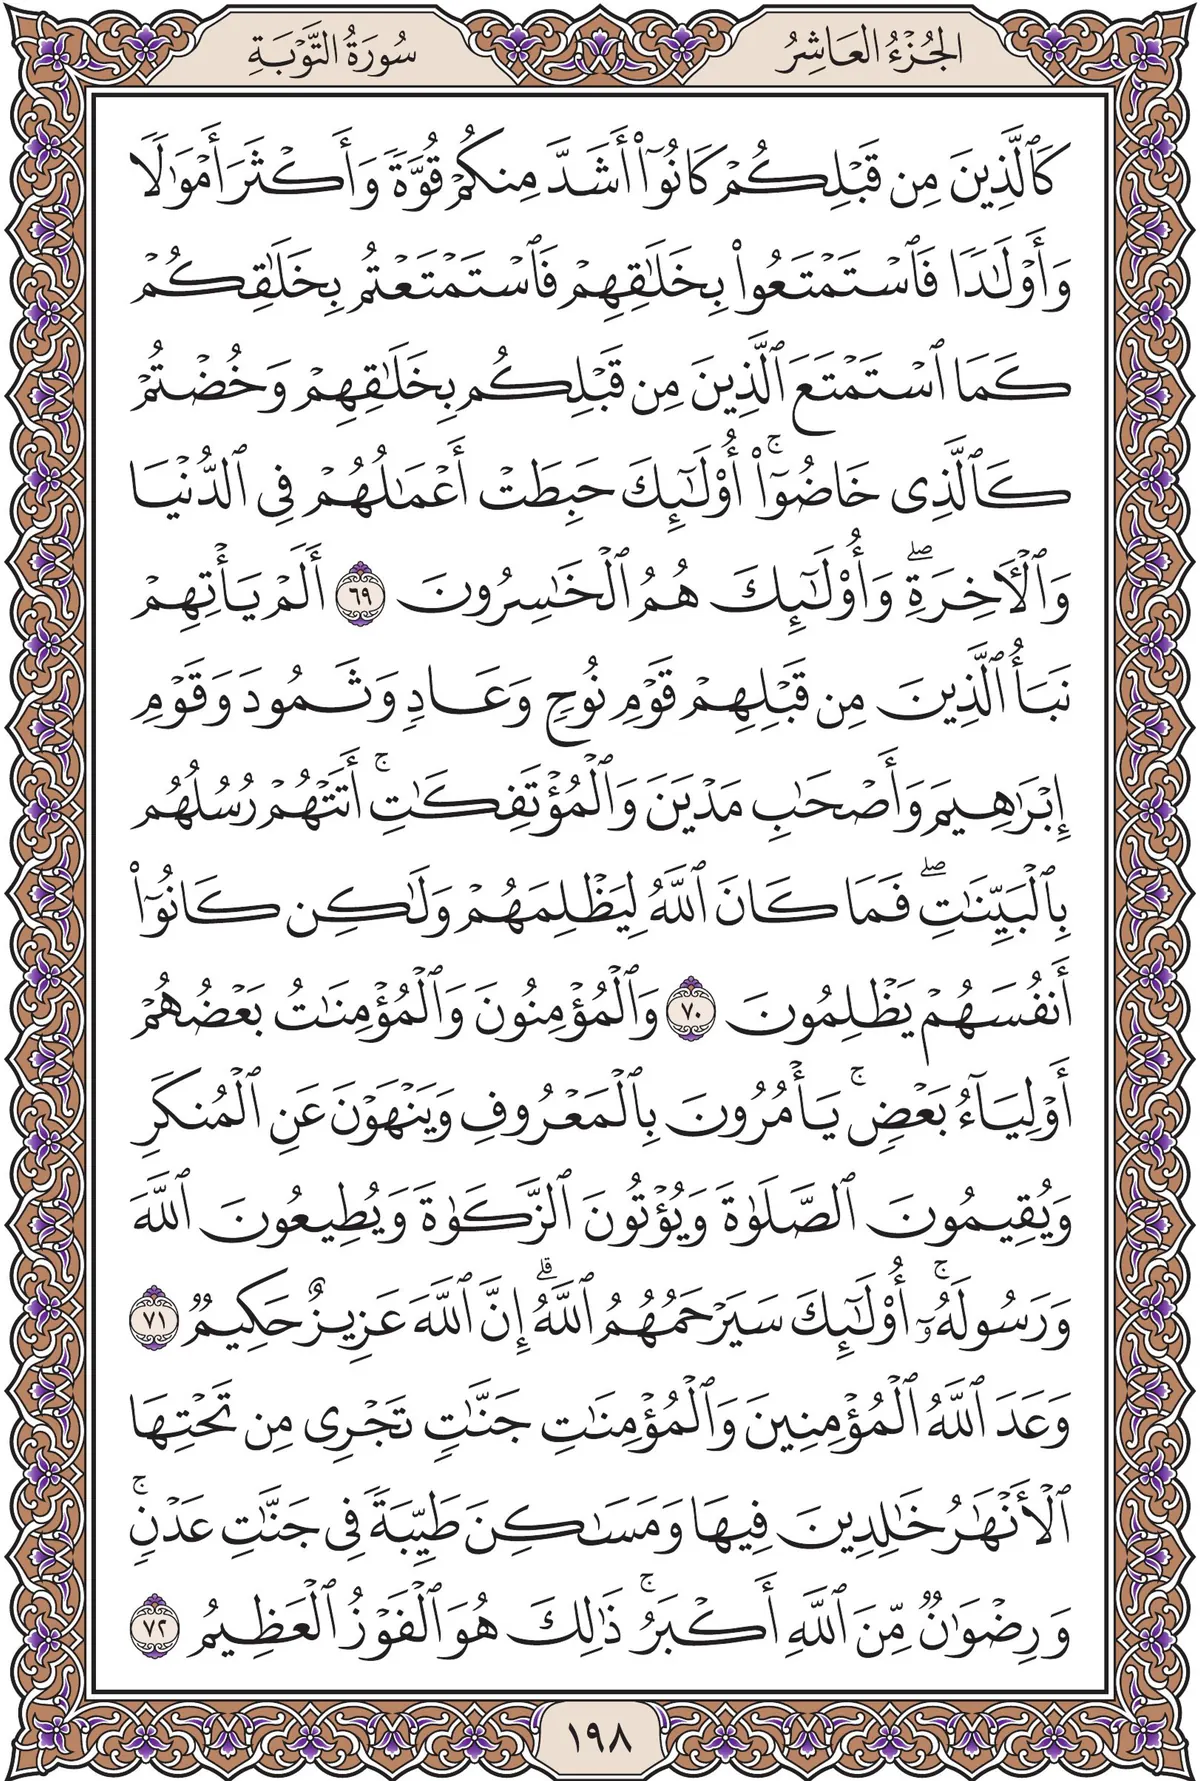 الجُزْءُ العَاشِرُ
سُورَةُ التَّوْبَةِ
كَٱلَّذِينَ مِن قَبْلِكُمْ كَانُوٓا۟ أَشَدَّ مِنكُمْ قُوَّةً وَأَكْثَرَ أَمْوَٰلًا
وَأَوْلَـٰدًا فَٱسْتَمْتَعُوا۟ بِخَلَـٰقِهِمْ فَٱسْتَمْتَعْتُم بِخَلَـٰقِكُمْ
كَمَا ٱسْتَمْتَعَ ٱلَّذِينَ مِن قَبْلِكُم بِخَلَـٰقِهِمْ وَخُضْتُمْ
كَٱلَّذِى خَاضُوٓا۟ ۚ أُو۟لَـٰٓئِكَ حَبِطَتْ أَعْمَـٰلُهُمْ فِى ٱلدُّنْيَا
وَٱلْـَٔاخِرَةِ ۖ وَأُو۟لَـٰٓئِكَ هُمُ ٱلْخَـٰسِرُونَ ٦٩ أَلَمْ يَأْتِهِمْ
نَبَأُ ٱلَّذِينَ مِن قَبْلِهِمْ قَوْمِ نُوحٍ وَعَادٍ وَثَمُودَ وَقَوْمِ
إِبْرَٰهِيمَ وَأَصْحَـٰبِ مَدْيَنَ وَٱلْمُؤْتَفِكَـٰتِ ۚ أَتَتْهُمْ رُسُلُهُم
بِٱلْبَيِّنَـٰتِ ۖ فَمَا كَانَ ٱللَّهُ لِيَظْلِمَهُمْ وَلَـٰكِن كَانُوٓا۟
أَنفُسَهُمْ يَظْلِمُونَ ٧٠ وَٱلْمُؤْمِنُونَ وَٱلْمُؤْمِنَـٰتُ بَعْضُهُمْ
أَوْلِيَآءُ بَعْضٍ ۚ يَأْمُرُونَ بِٱلْمَعْرُوفِ وَيَنْهَوْنَ عَنِ ٱلْمُنكَرِ
وَيُقِيمُونَ ٱلصَّلَوٰةَ وَيُؤْتُونَ ٱلزَّكَوٰةَ وَيُطِيعُونَ ٱللَّهَ
وَرَسُولَهُۥٓ ۚ أُو۟لَـٰٓئِكَ سَيَرْحَمُهُمُ ٱللَّهُ ۗ إِنَّ ٱللَّهَ عَزِيزٌ حَكِيمٌ ٧١
وَعَدَ ٱللَّهُ ٱلْمُؤْمِنِينَ وَٱلْمُؤْمِنَـٰتِ جَنَّـٰتٍ تَجْرِى مِن تَحْتِهَا
ٱلْأَنْهَـٰرُ خَـٰلِدِينَ فِيهَا وَمَسَـٰكِنَ طَيِّبَةً فِى جَنَّـٰتِ عَدْنٍ ۚ
وَرِضْوَٰنٌ مِّنَ ٱللَّهِ أَكْبَرُ ۚ ذَٰلِكَ هُوَ ٱلْفَوْزُ ٱلْعَظِيمُ ٧٢
١٩٨